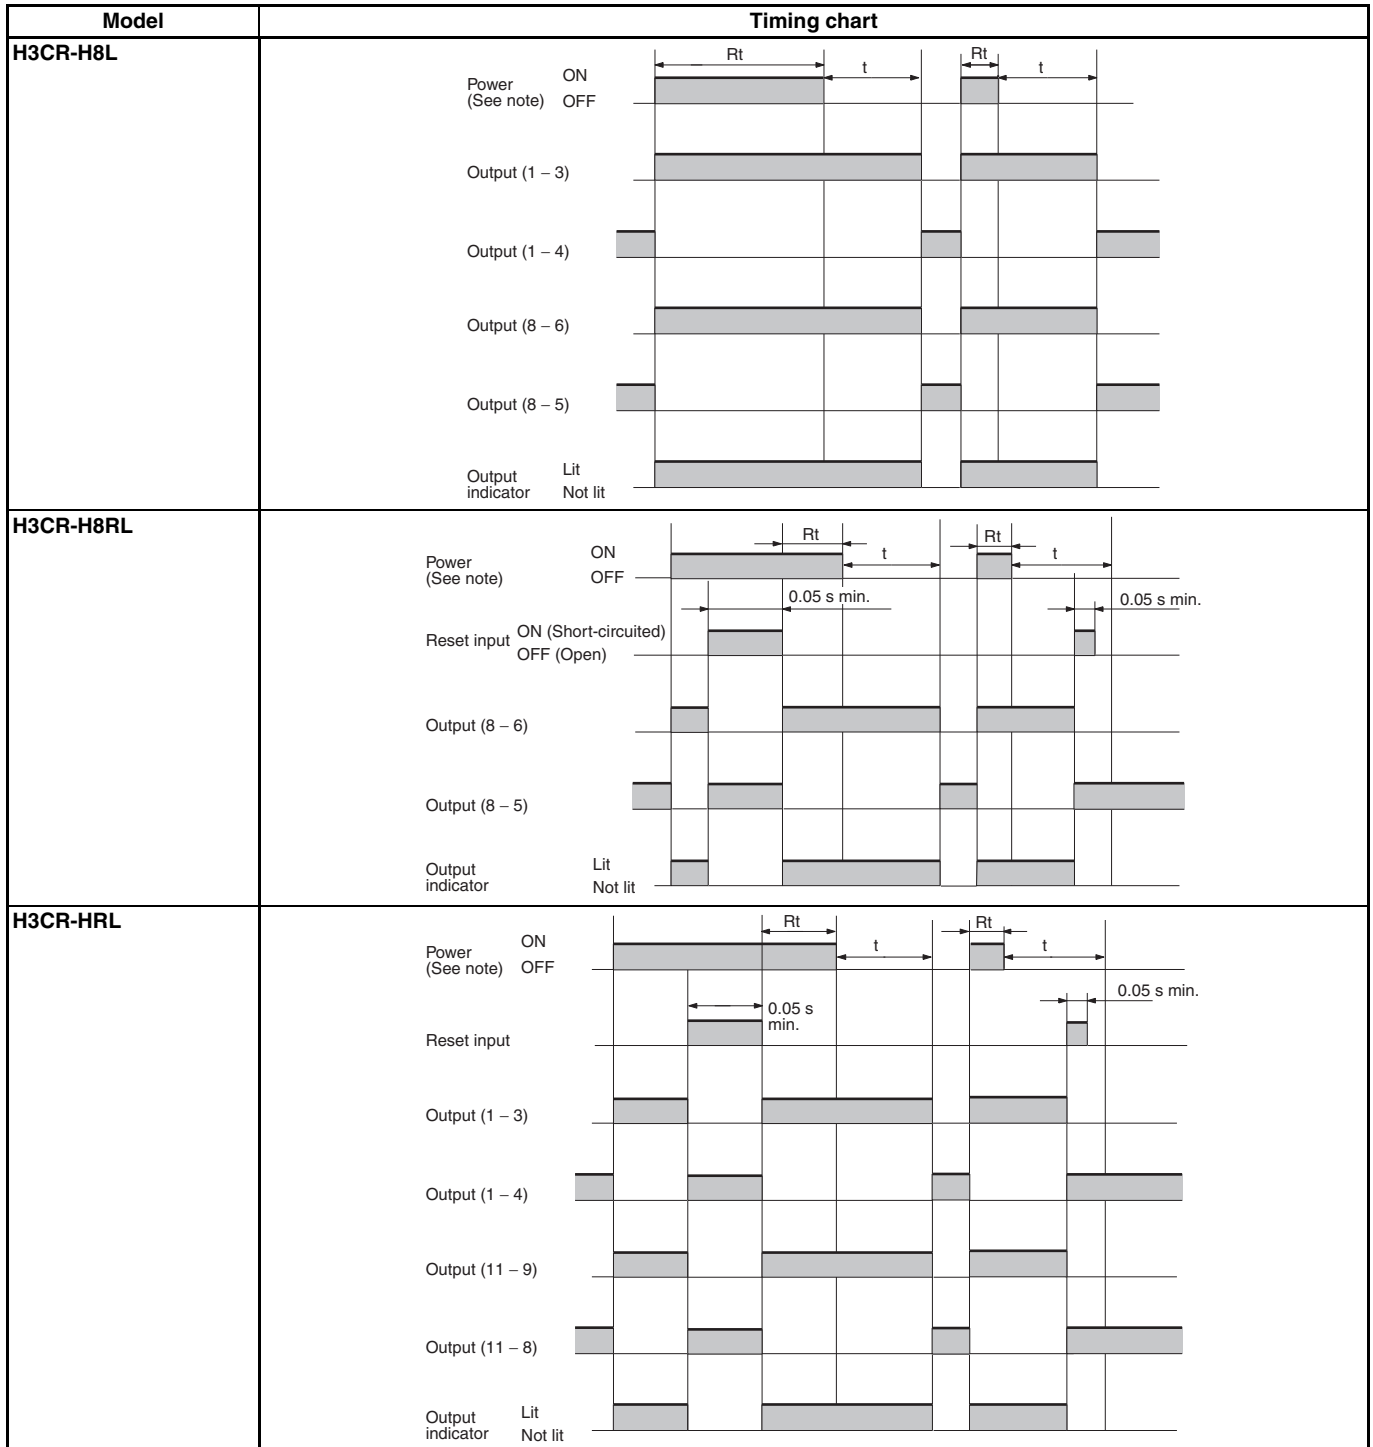 Model Timing chart
H3CR-H8L
Rt Rt
t t
Power
(See note)
ON
OFF
Output (1 – 3)
Output (1 – 4)
Output (8 – 6)
Output (8 – 5)
Output
indicator
Lit
Not lit
H3CR-H8RL
Rt Rt
t t
Power
(See note)
ON
OFF
0.05 s min. 0.05 s min.
Reset input
ON (Short-circuited)
OFF (Open)
Output (8 – 6)
Output (8 – 5)
Output
indicator
Lit
Not lit
H3CR-HRL
Rt Rt
t t
Power
(See note)
ON
OFF
0.05 s
min.
0.05 s min.
Reset input
Output (1 – 3)
Output (1 – 4)
Output (11 – 9)
Output (11 – 8)
Output
indicator
Lit
Not lit